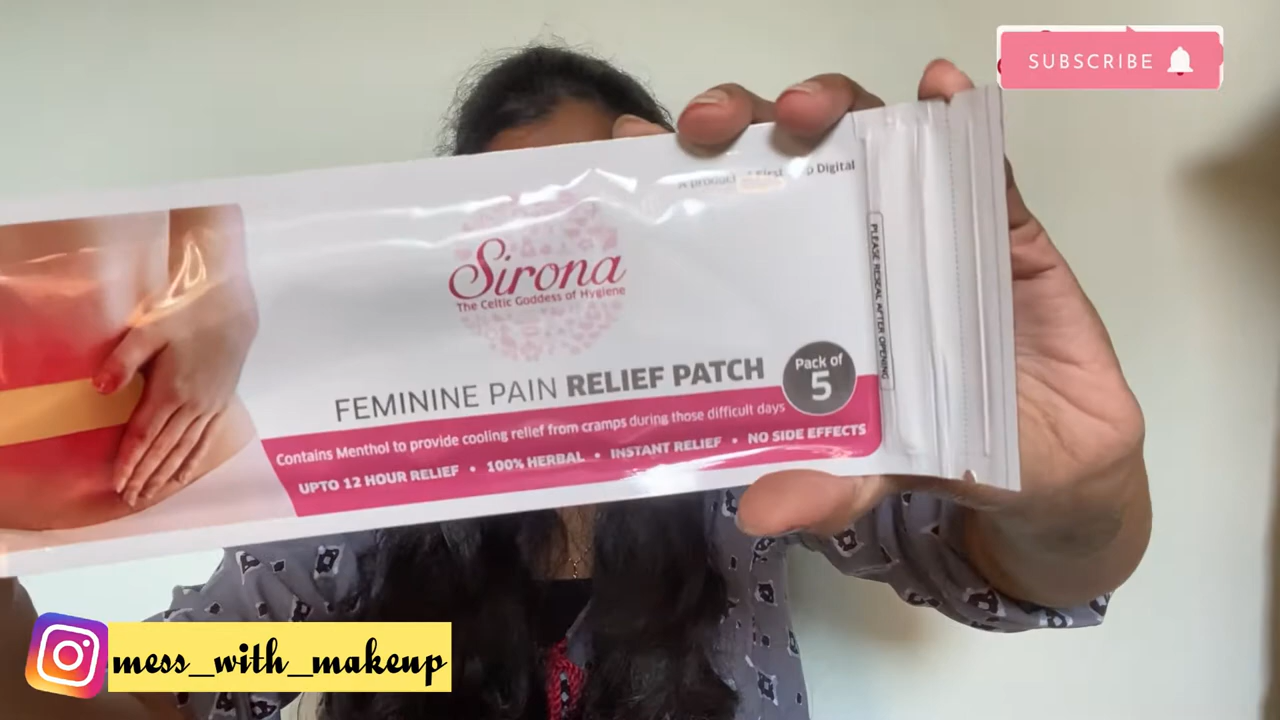 SUBSCRIBE
A product First p Digital
Sirona
The Celtic Goddess of Hygiene
PLEASE RESEAL AFTER OPENING
FEMININE PAIN RELIEF PATCH
Pack of
5
Contains Menthol to provide cooling relief from cramps during those difficult days
UPTO 12 HOUR RELIEF • 100% HERBAL • INSTANT RELIEF • NO SIDE EFFECTS
mess_with_makeup